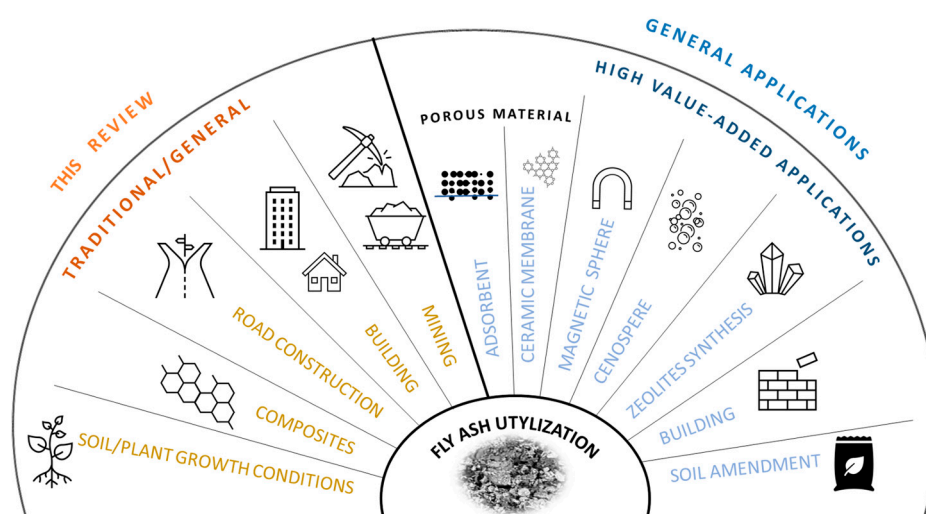 GENERAL APPLICATIONS
HIGH VALUE-ADDED APPLICATIONS
THIS REVIEW
TRADITIONAL/GENERAL
POROUS MATERIAL
SOIL/PLANT GROWTH CONDITIONS
COMPOSITES
ROAD CONSTRUCTION
BUILDING
MINING
ADSORBENT
CERAMIC MEMBRANE
MAGNETIC SPHERE
CENOSPERE
ZEOLITES SYNTHESIS
BUILDING
SOIL AMENDMENT
FLY ASH UTYLIZATION